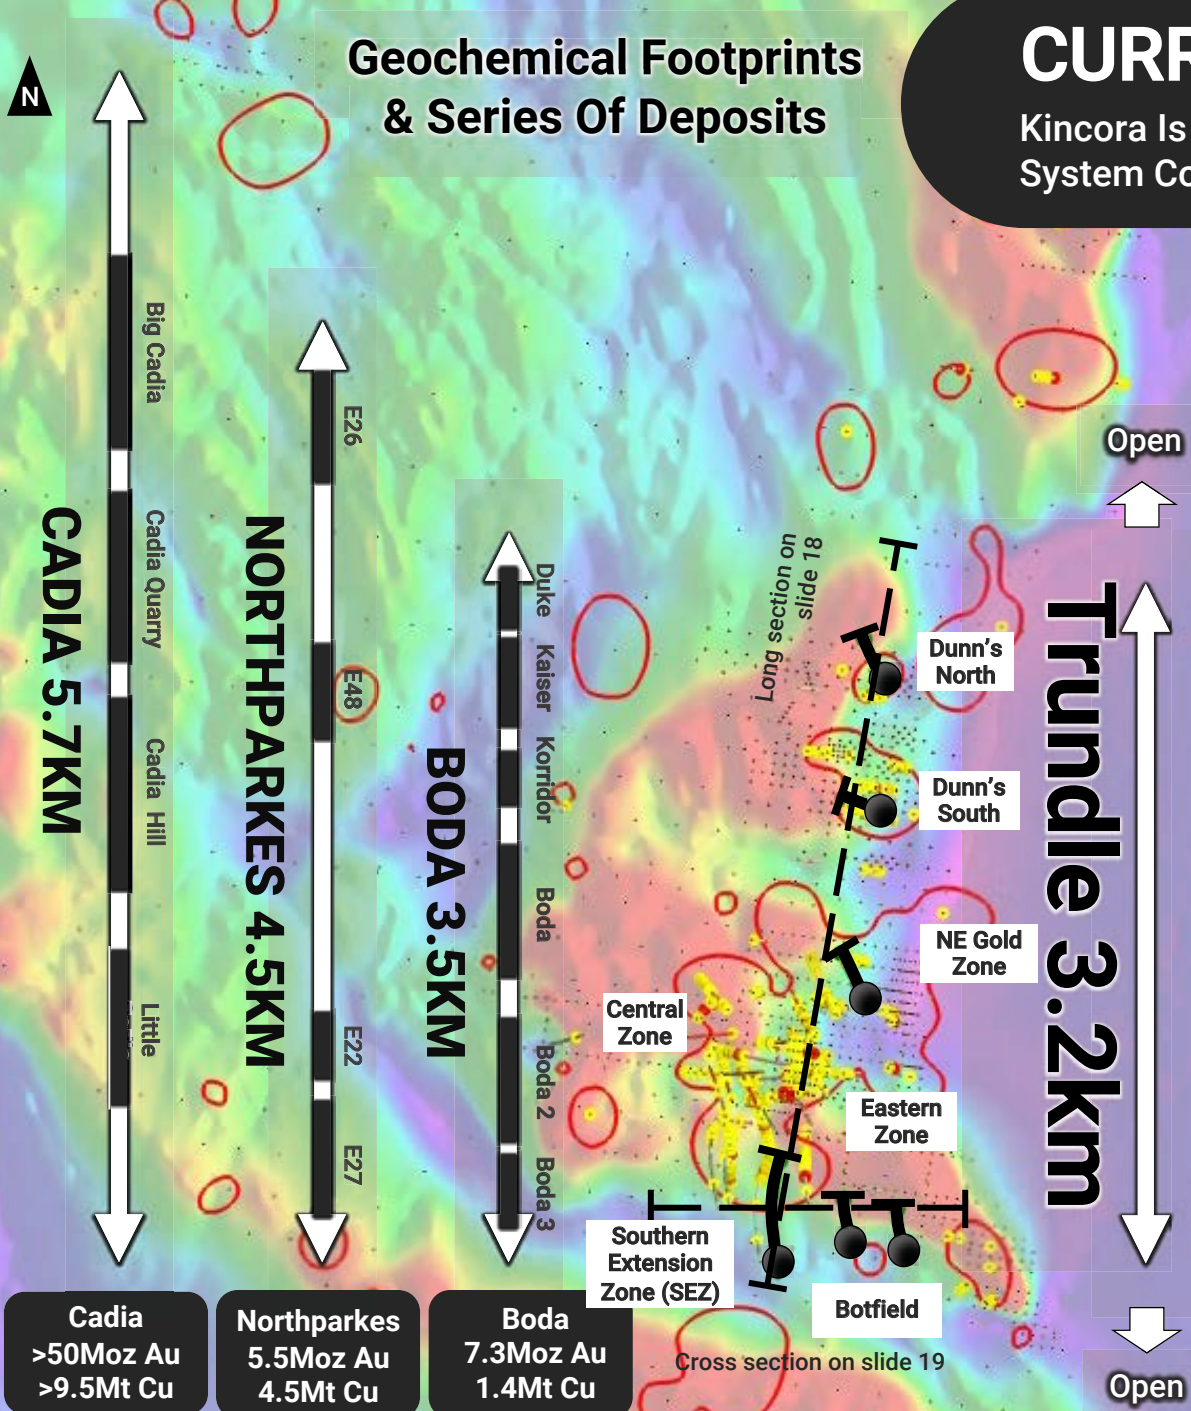 Geochemical Footprints
& Series Of Deposits
CURR
Kincora Is
System Co
N
CADIA 5.7KM
Big Cadia
Cadia Quarry
Cadia Hill
Little
NORTHPARKES 4.5KM
E26
E48
E22
E27
BODA 3.5KM
Duke
Kaiser
Korridor
Boda
Boda 2
Boda 3
Long section on
slide 18
Open
Trundle 3.2km
Dunn's
North
Dunn's
South
NE Gold
Zone
Central
Zone
Eastern
Zone
Southern
Extension
Zone (SEZ)
Botfield
Cross section on slide 19
Open
Cadia
>50Moz Au
>9.5Mt Cu
Northparkes
5.5Moz Au
4.5Mt Cu
Boda
7.3Moz Au
1.4Mt Cu